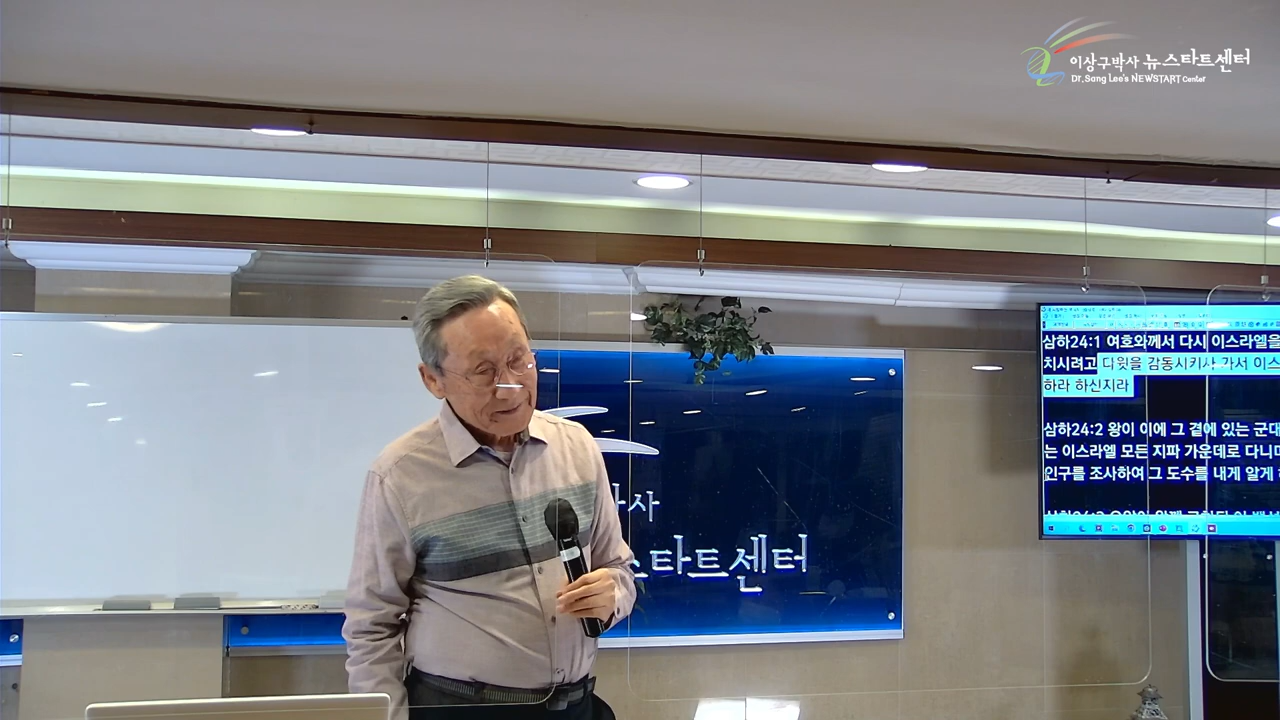 이상구박사 뉴스타트센터
Dr. Sang Lee's NEWSTART Center
삼하24:1 여호와께서 다시 이스라엘을
치시려고 다윗을 감동시키사 가서 이스
하라 하신지라
삼하24:2 왕이 이에 그 곁에 있는 군대
는 이스라엘 모든 지파 가운데로 다니며
인구를 조사하여 그 도수를 내게 알게
사
스타트센터